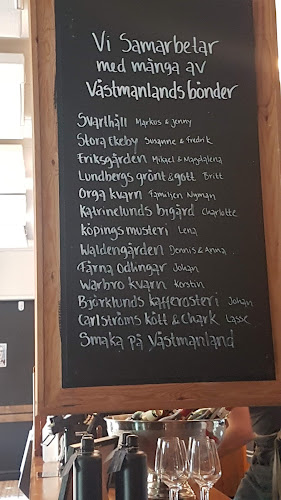 Vi Samarbetar
med många av
Västmanlands bönder
Svarthäll Markus & Jenny
Stora Ekeby Susanne & Fredrik
Eriksgården Mikael & Magdalena
Lundbergs grönt & gott Britt
Orga kvarn Familjen Nyman
Katrinelunds bigård Charlotte
Köpings musteri Lena
Waldengården Dennis & Anna
Färna Odlingar Johan
Warbro kvarn Kerstin
Björklunds kafferosteri Johan
Carlströms kött & Chark Lasse
Smaka på Västmanland